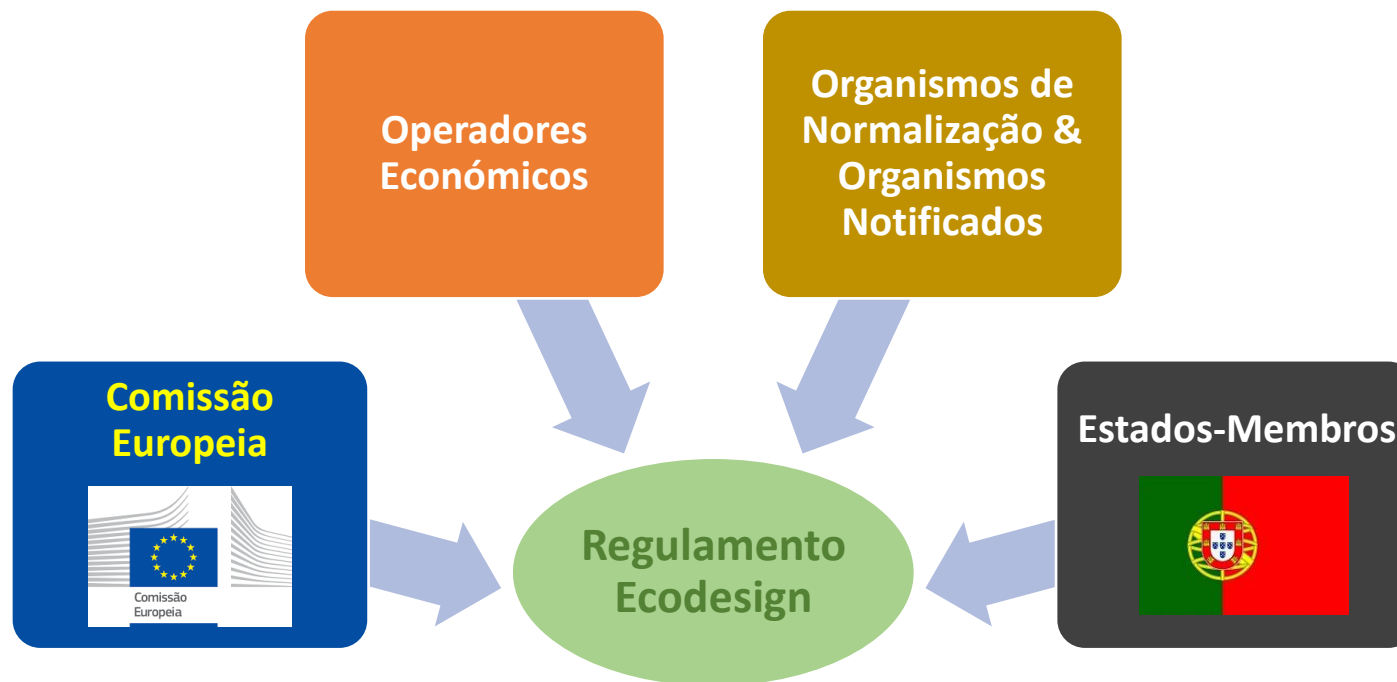 Operadores
Económicos
Organismos de
Normalização &
Organismos
Notificados
Comissão
Europeia
Comissão
Europeia
Estados-Membros
Regulamento
Ecodesign